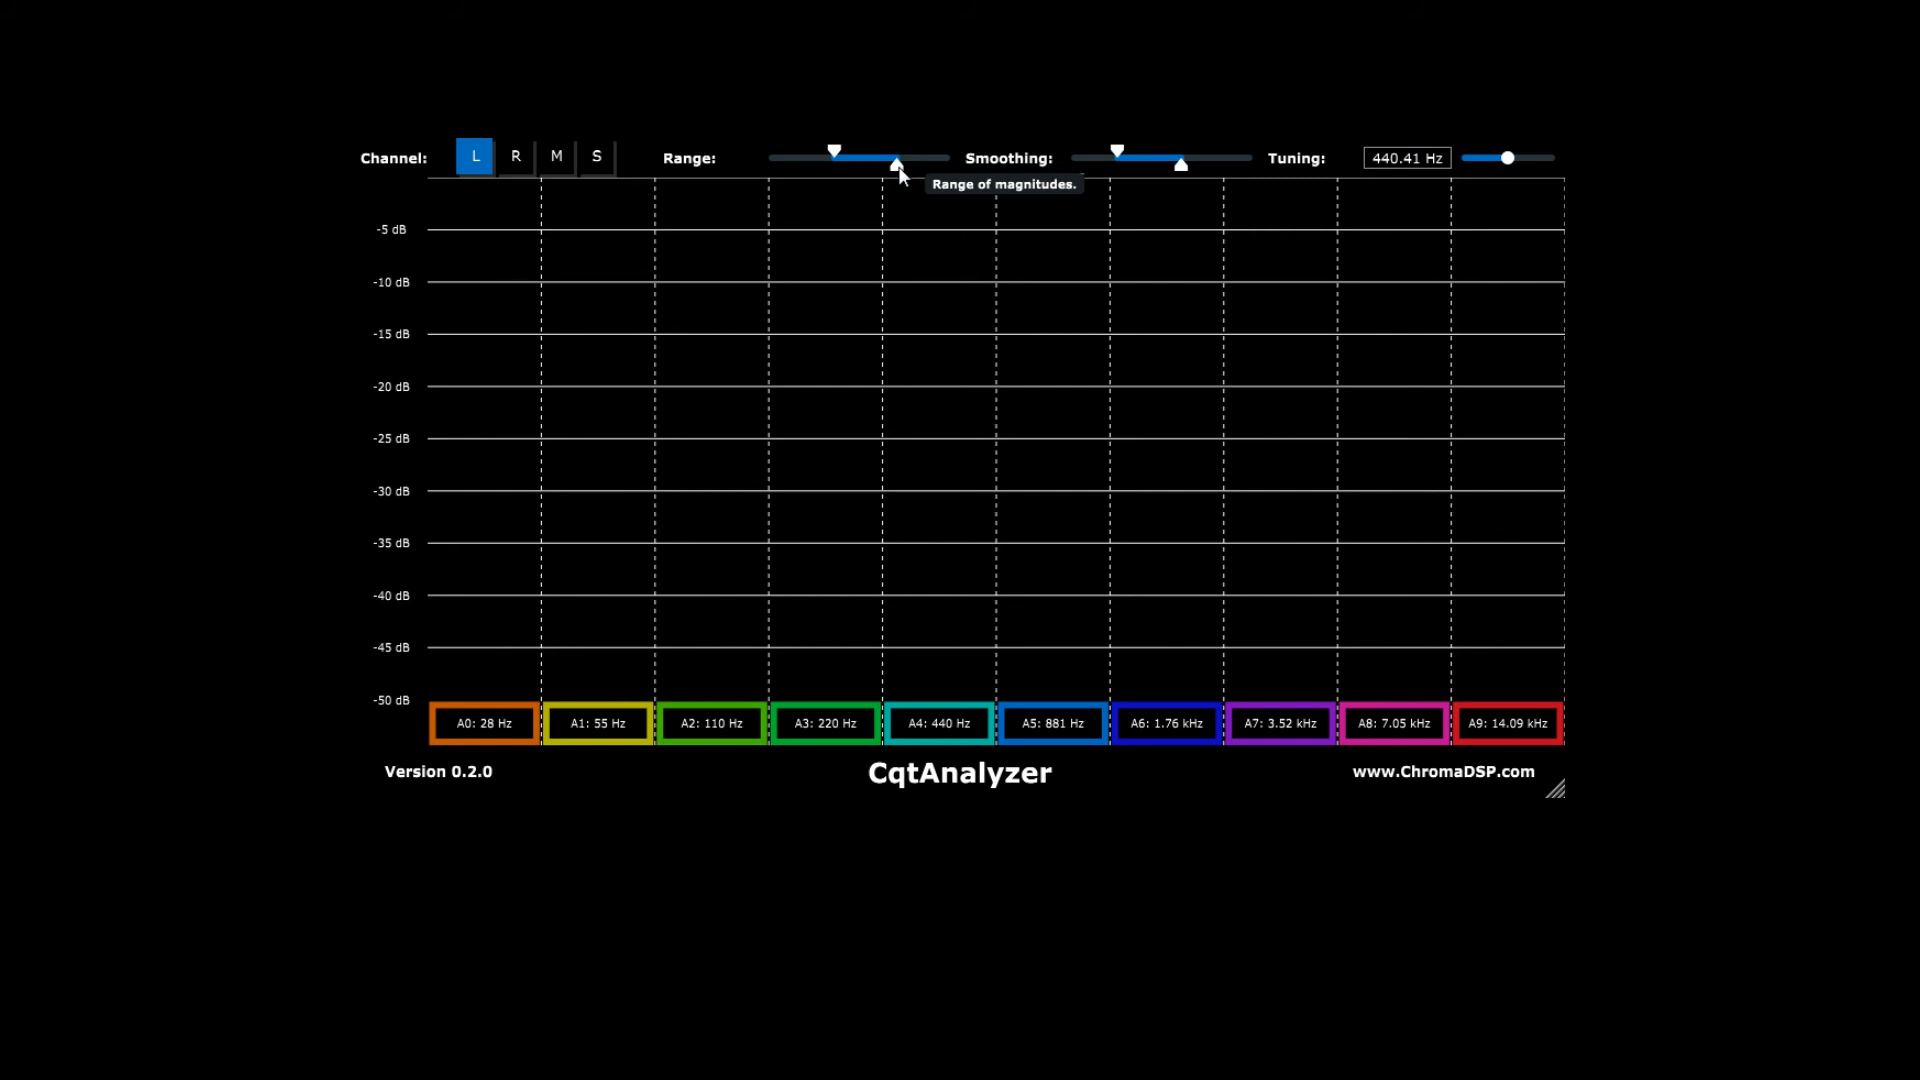 Channel: L R M S Range: Smoothing: Tuning: 440.41 Hz
Range of magnitudes.
-5 dB
-10 dB
-15 dB
-20 dB
-25 dB
-30 dB
-35 dB
-40 dB
-45 dB
-50 dB
A0: 28 Hz A1: 55 Hz A2: 110 Hz A3: 220 Hz A4: 440 Hz A5: 881 Hz A6: 1.76 kHz A7: 3.52 kHz A8: 7.05 kHz A9: 14.09 kHz
Version 0.2.0 CqtAnalyzer www.ChromaDSP.com